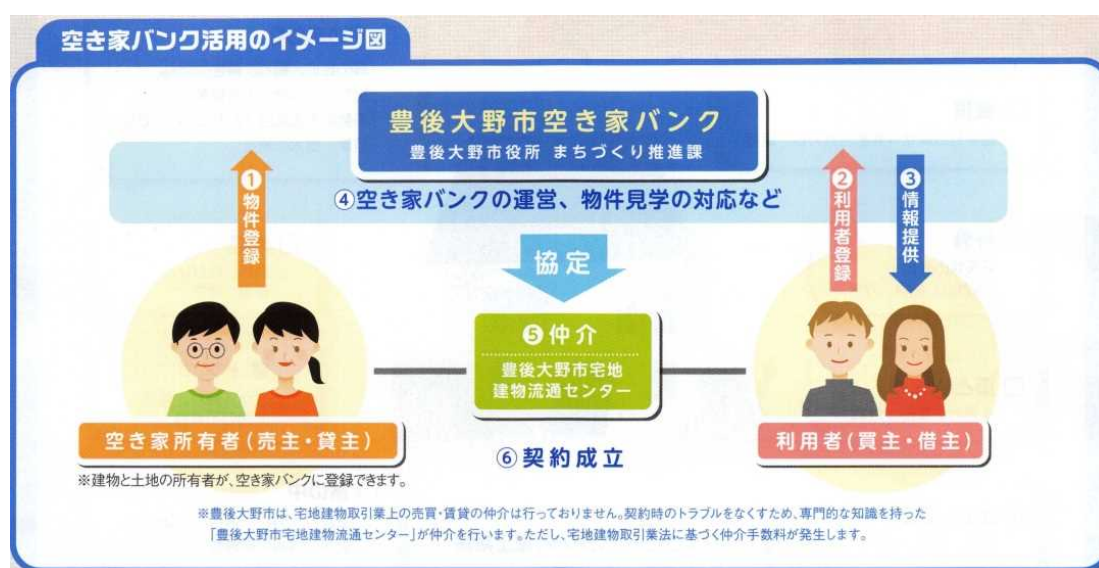 空き家バンク活用のイメージ図
豊後大野市空き家バンク
豊後大野市役所 まちづくり推進課
❶物件登録
❷利用者登録
❸情報提供
④空き家バンクの運営、物件見学の対応など
協定
❺仲介
豊後大野市宅地
建物流通センター
空き家所有者(売主・貸主)
利用者(買主・借主)
⑥契約成立
※建物と土地の所有者が、空き家バンクに登録できます。
※豊後大野市は、宅地建物取引業上の売買・賃貸の仲介は行っておりません。契約時のトラブルをなくすため、専門的な知識を持った
「豊後大野市宅地建物流通センター」が仲介を行います。ただし、宅地建物取引業法に基づく仲介手数料が発生します。